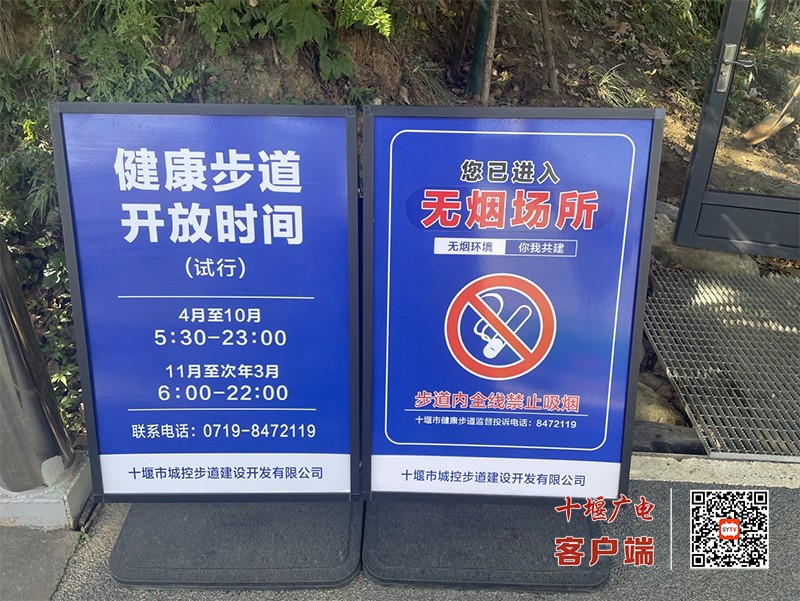 健康步道
开放时间
（试行）
4月至10月
5:30-23:00
11月至次年3月
6:00-22:00
联系电话：0719-8472119
十堰市城控步道建设开发有限公司
您已进入
无烟场所
无烟环境 你我共建
步道内全线禁止吸烟
十堰市健康步道监督投诉电话：8472119
十堰市城控步道建设开发有限公司
十堰广电
客户端
SYTV